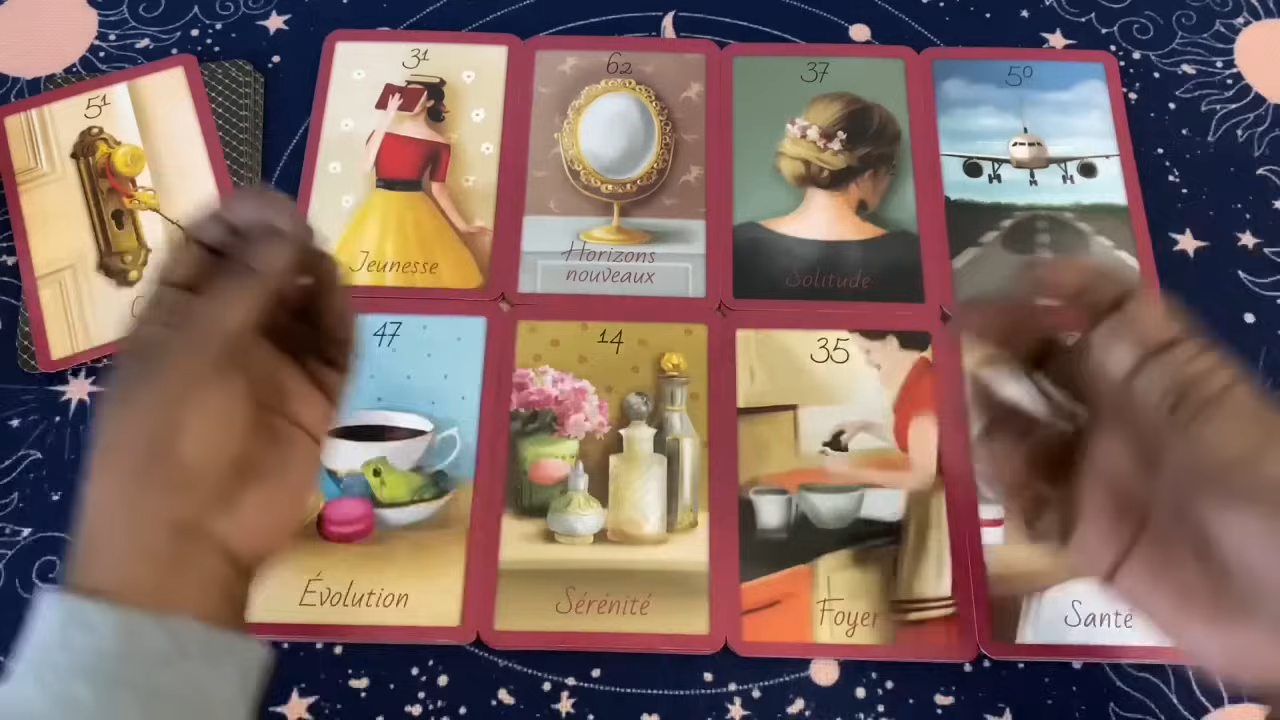 51
31
Jeunesse
62
Horizons
nouveaux
37
Solitude
50
47
Évolution
14
Sérénité
35
Foyer
Santé